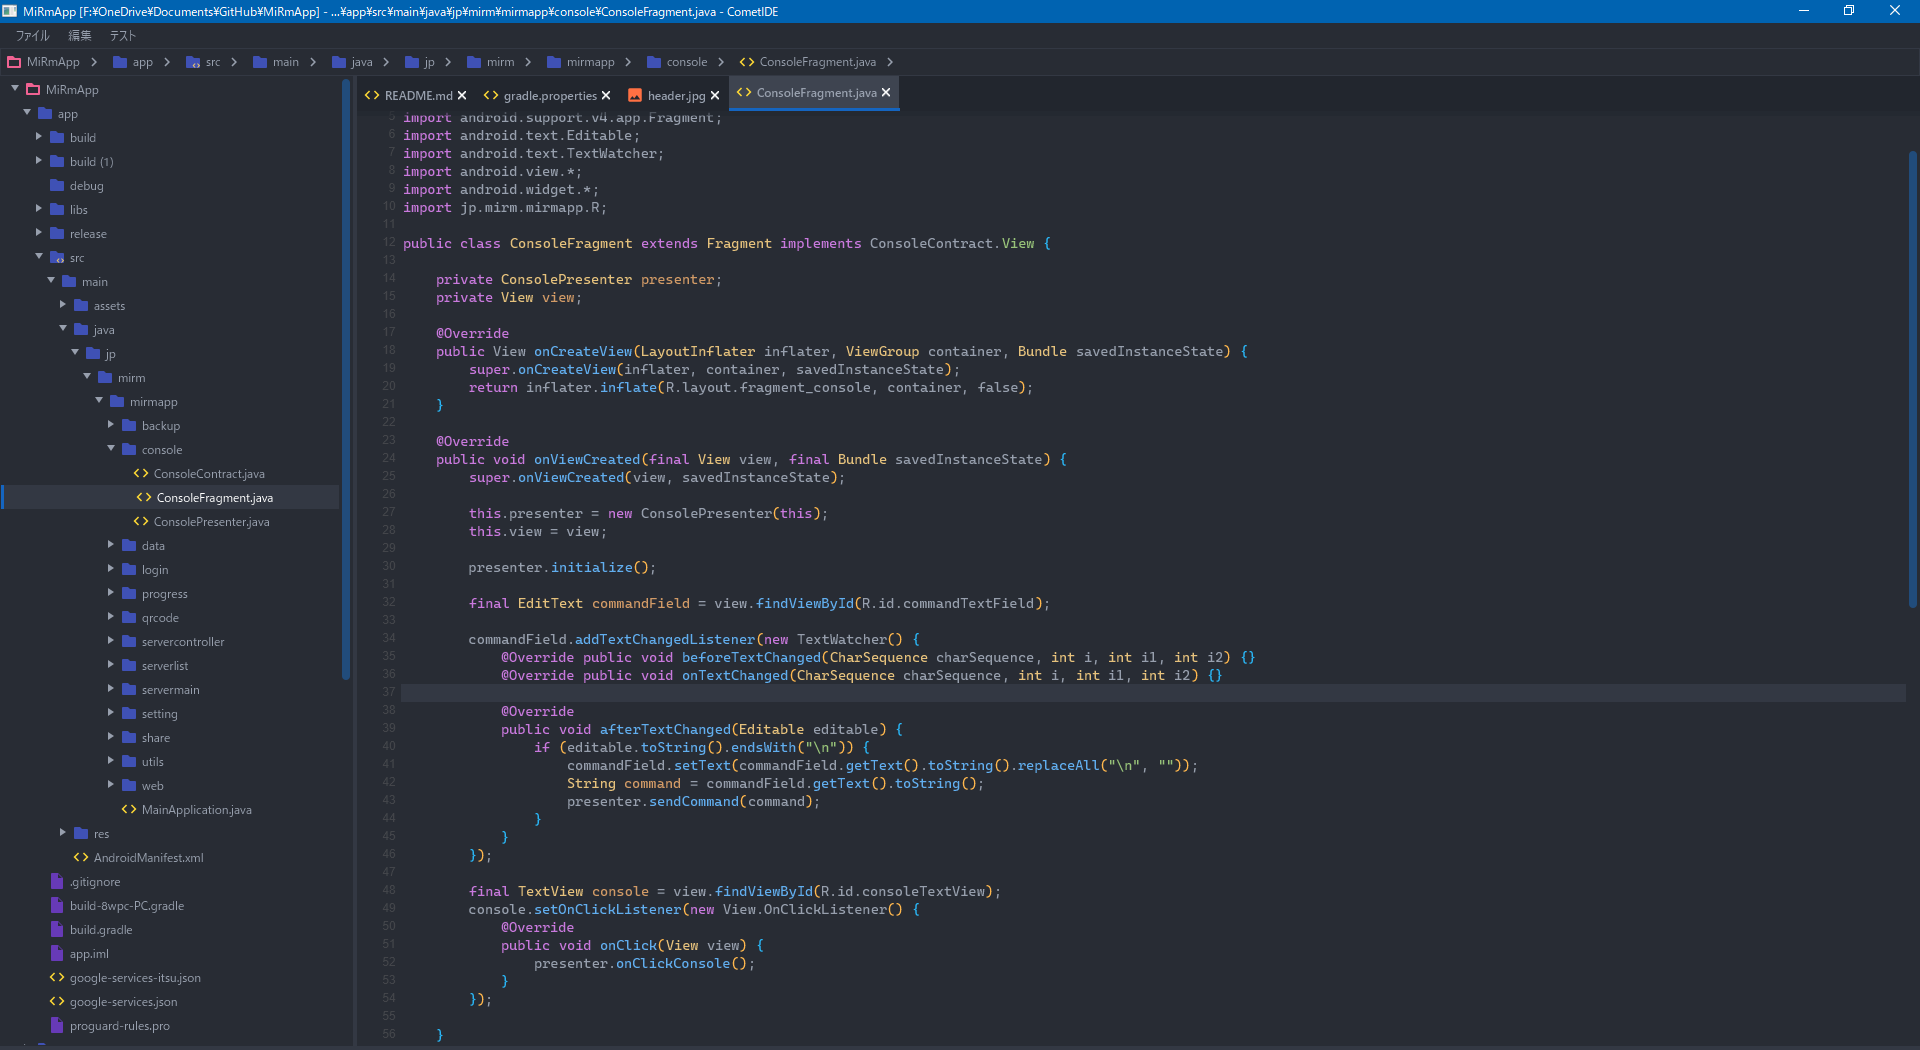 MiRmApp [F:¥OneDrive¥Documents¥GitHub¥MiRmApp] - ...¥app¥src¥main¥java¥jp¥mirm¥mirmapp¥console¥ConsoleFragment.java - CometIDE
ファイル 編集 テスト
MiRmApp app src main java jp mirm mirmapp console ConsoleFragment.java
MiRmApp
app
build
build (1)
debug
libs
release
src
main
assets
java
jp
mirm
mirmapp
backup
console
ConsoleContract.java
ConsoleFragment.java
ConsolePresenter.java
data
login
progress
qrcode
servercontroller
serverlist
servermain
setting
share
utils
web
MainApplication.java
res
AndroidManifest.xml
.gitignore
build-8wpc-PC.gradle
build.gradle
app.iml
google-services-itsu.json
google-services.json
proguard-rules.pro
README.md gradle.properties header.jpg ConsoleFragment.java
5 import android.support.v4.app.Fragment;
6 import android.text.Editable;
7 import android.text.TextWatcher;
8 import android.view.*;
9 import android.widget.*;
10 import jp.mirm.mirmapp.R;
11
12 public class ConsoleFragment extends Fragment implements ConsoleContract.View {
13
14     private ConsolePresenter presenter;
15     private View view;
16
17     @Override
18     public View onCreateView(LayoutInflater inflater, ViewGroup container, Bundle savedInstanceState) {
19         super.onCreateView(inflater, container, savedInstanceState);
20         return inflater.inflate(R.layout.fragment_console, container, false);
21     }
22
23     @Override
24     public void onViewCreated(final View view, final Bundle savedInstanceState) {
25         super.onViewCreated(view, savedInstanceState);
26
27         this.presenter = new ConsolePresenter(this);
28         this.view = view;
29
30         presenter.initialize();
31
32         final EditText commandField = view.findViewById(R.id.commandTextField);
33
34         commandField.addTextChangedListener(new TextWatcher() {
35             @Override public void beforeTextChanged(CharSequence charSequence, int i, int i1, int i2) {}
36             @Override public void onTextChanged(CharSequence charSequence, int i, int i1, int i2) {}
37
38             @Override
39             public void afterTextChanged(Editable editable) {
40                 if (editable.toString().endsWith("\n")) {
41                     commandField.setText(commandField.getText().toString().replaceAll("\n", ""));
42                     String command = commandField.getText().toString();
43                     presenter.sendCommand(command);
44                 }
45             }
46         });
47
48         final TextView console = view.findViewById(R.id.consoleTextView);
49         console.setOnClickListener(new View.OnClickListener() {
50             @Override
51             public void onClick(View view) {
52                 presenter.onClickConsole();
53             }
54         });
55
56     }